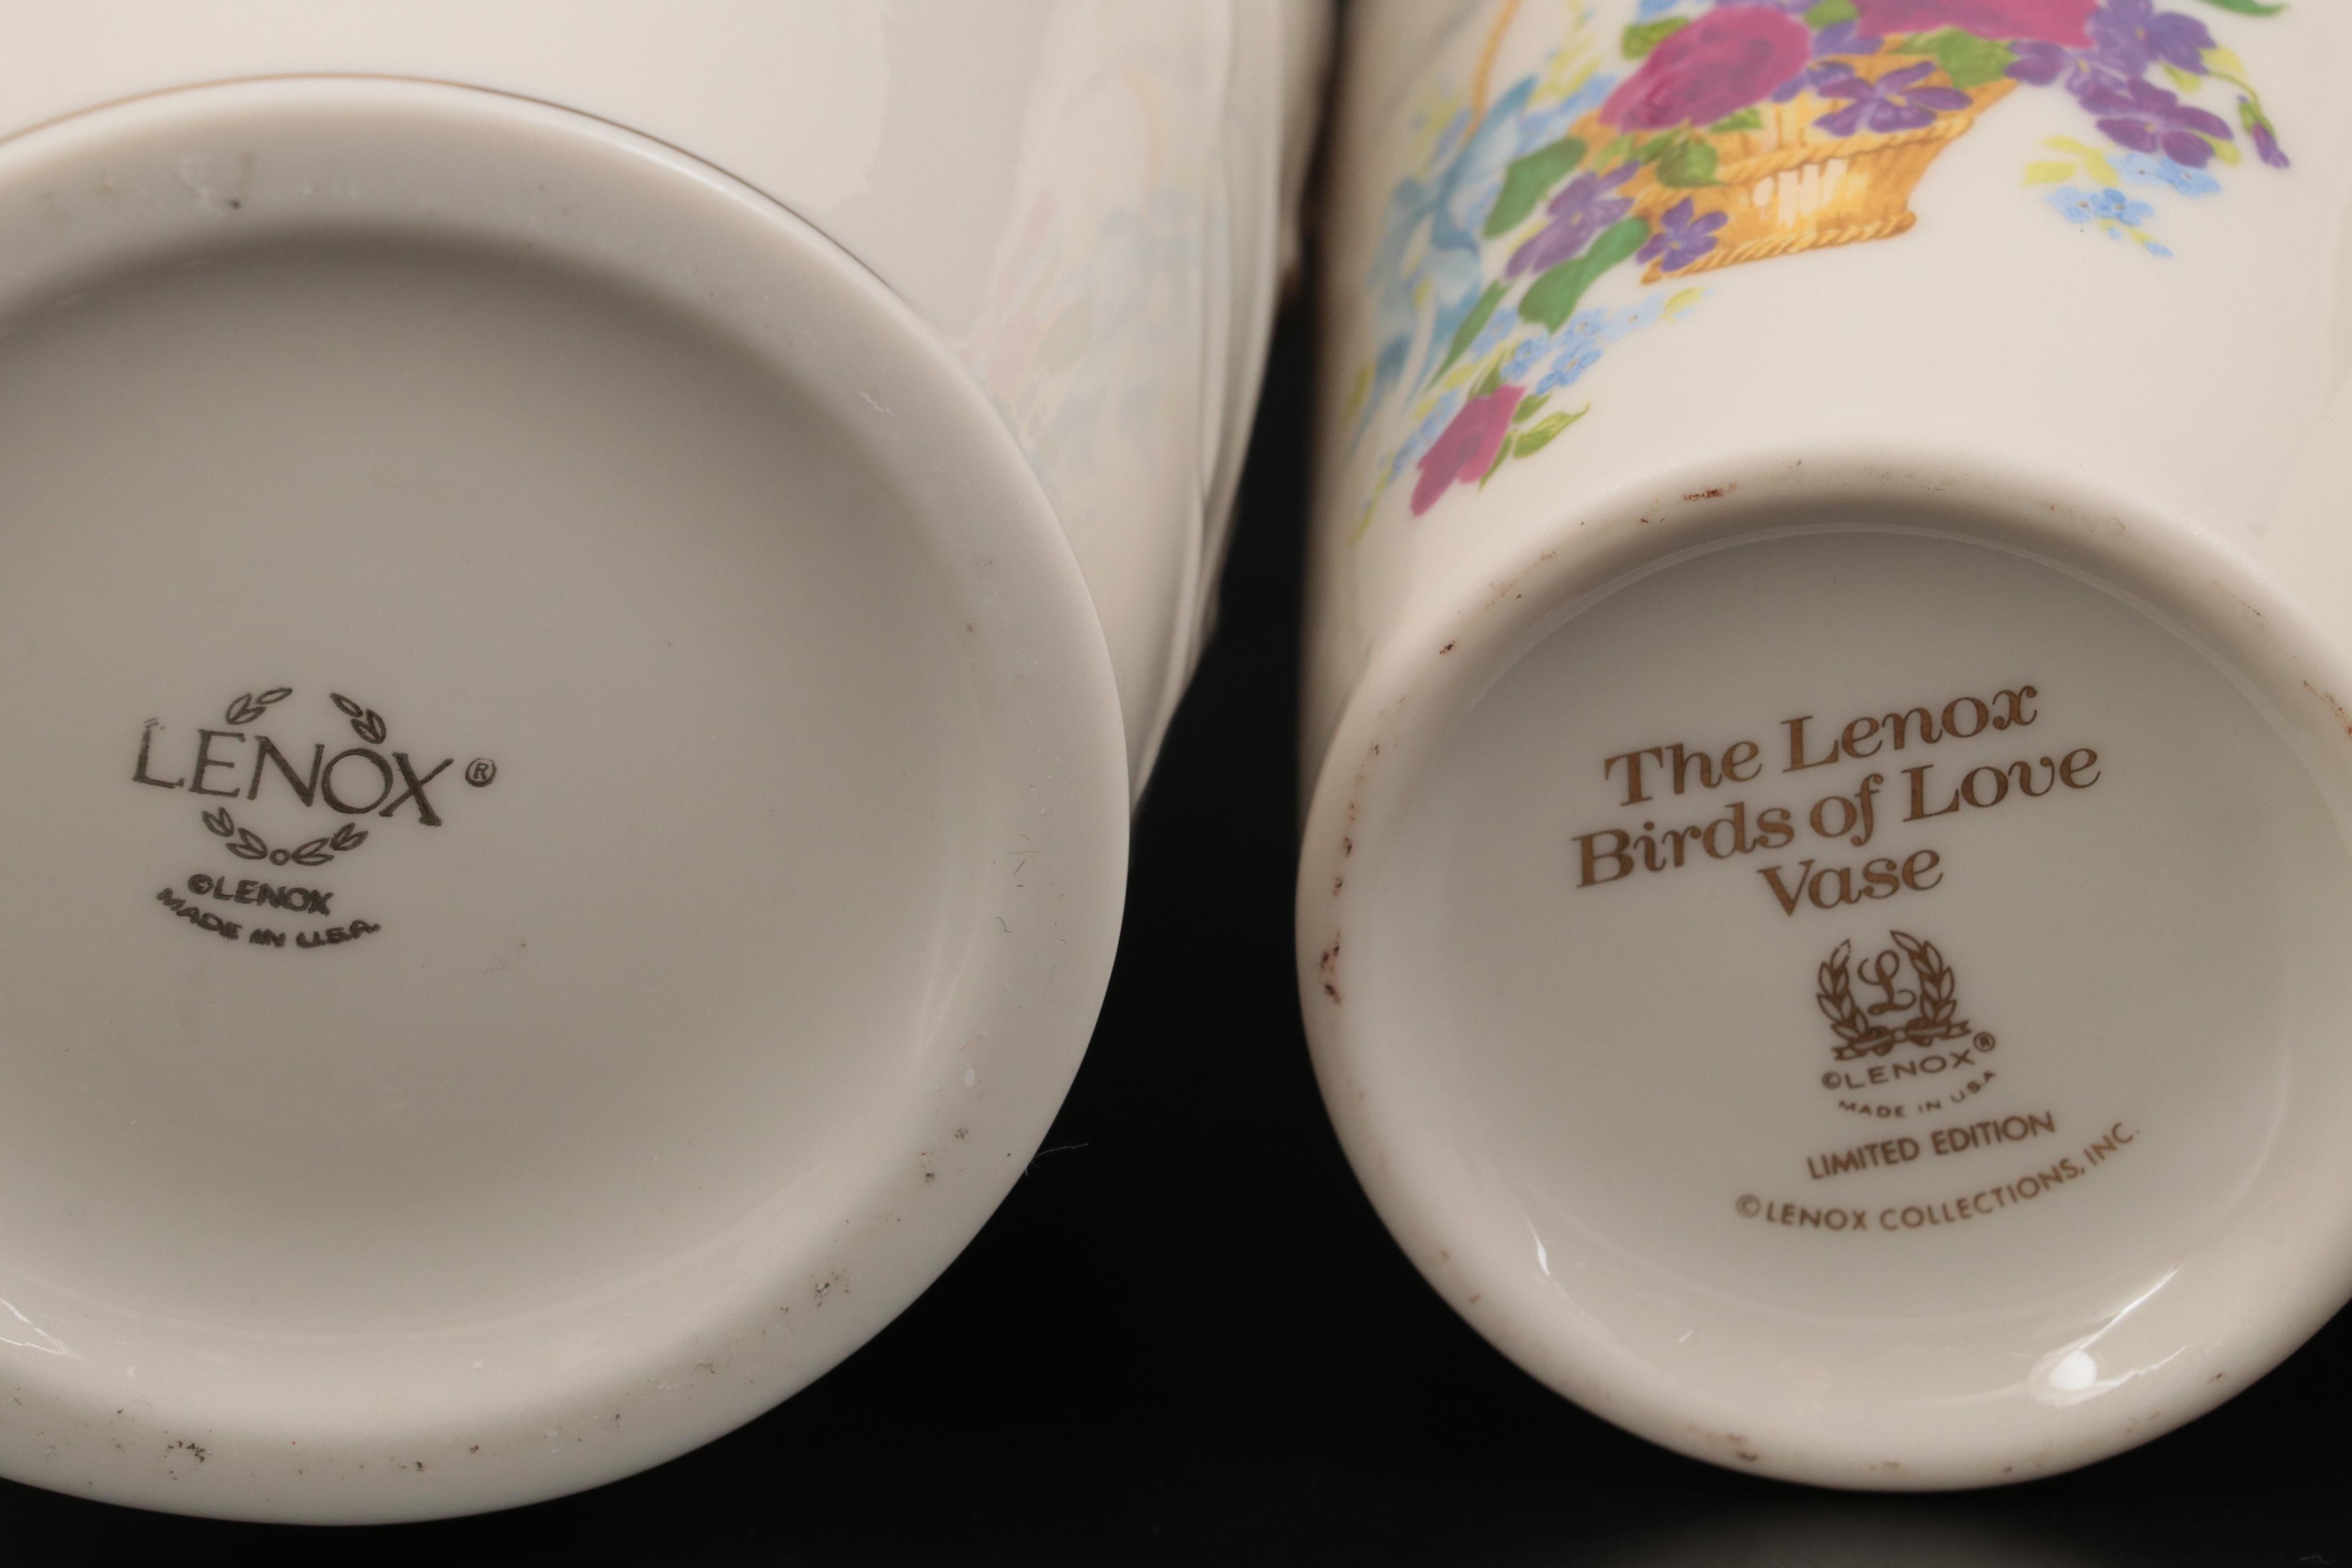 LENOX®
©LENOX
MADE IN U.S.A.
The Lenox
Birds of Love
Vase
L
©LENOX®
MADE IN USA
LIMITED EDITION
©LENOX COLLECTIONS, INC.